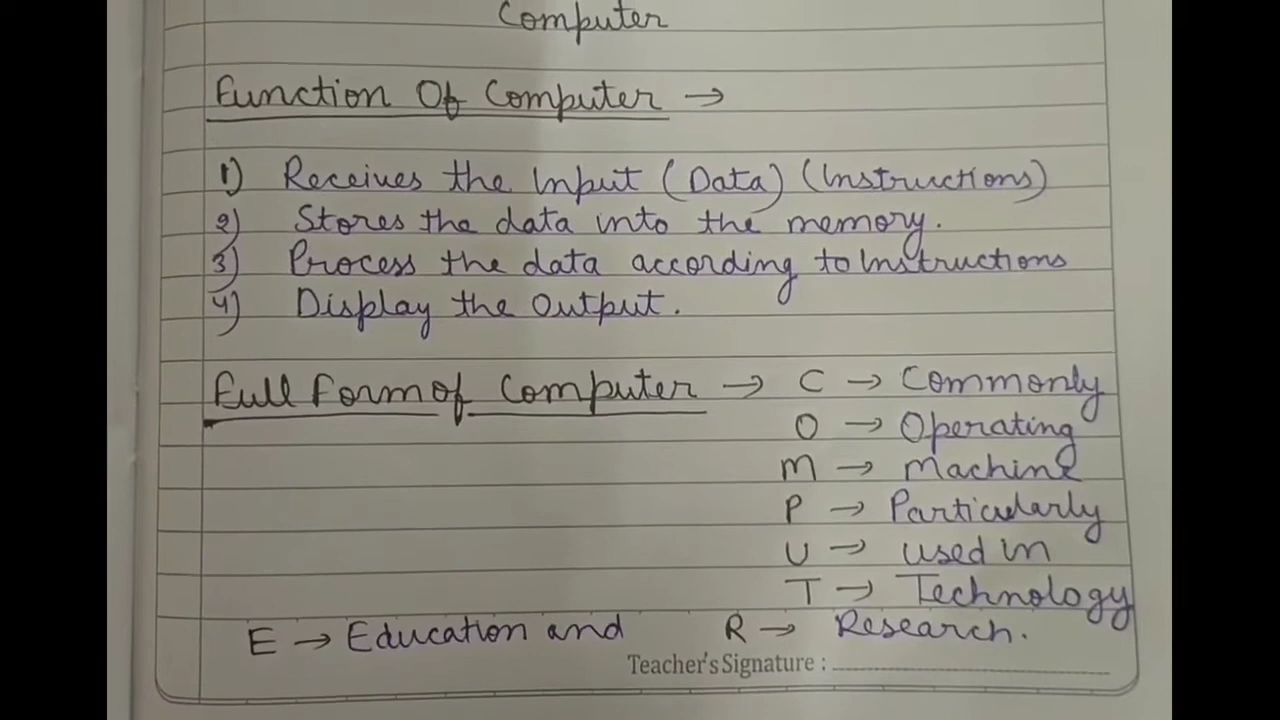 Computer
Function Of Computer →
1) Receives the Input (Data) (Instructions)
2) Stores the data into the memory.
3) Process the data according to Instructions
4) Display the Output.
Full Form of Computer → C → Commonly
O → Operating
M → Machine
P → Particularly
U → used in
T → Technology
E → Education and R → Research.
Teacher's Signature :